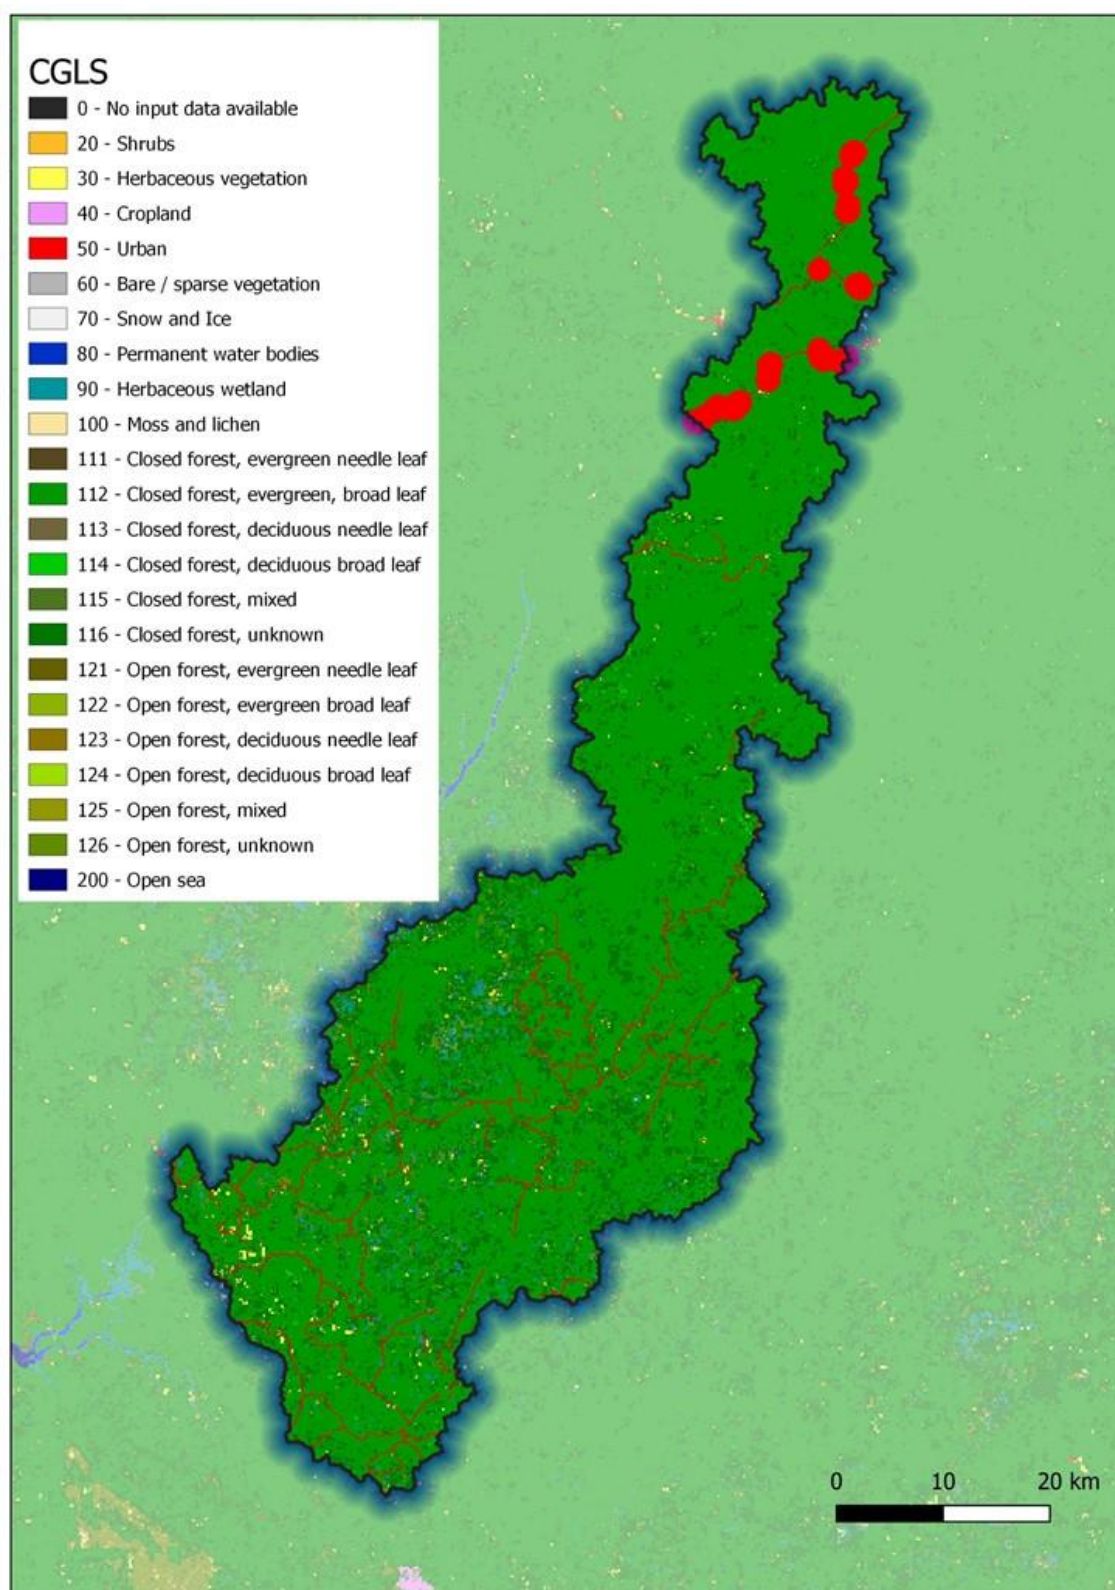 CGLS
0 - No input data available
20 - Shrubs
30 - Herbaceous vegetation
40 - Cropland
50 - Urban
60 - Bare / sparse vegetation
70 - Snow and Ice
80 - Permanent water bodies
90 - Herbaceous wetland
100 - Moss and lichen
111 - Closed forest, evergreen needle leaf
112 - Closed forest, evergreen, broad leaf
113 - Closed forest, deciduous needle leaf
114 - Closed forest, deciduous broad leaf
115 - Closed forest, mixed
116 - Closed forest, unknown
121 - Open forest, evergreen needle leaf
122 - Open forest, evergreen broad leaf
123 - Open forest, deciduous needle leaf
124 - Open forest, deciduous broad leaf
125 - Open forest, mixed
126 - Open forest, unknown
200 - Open sea
0 10 20 km